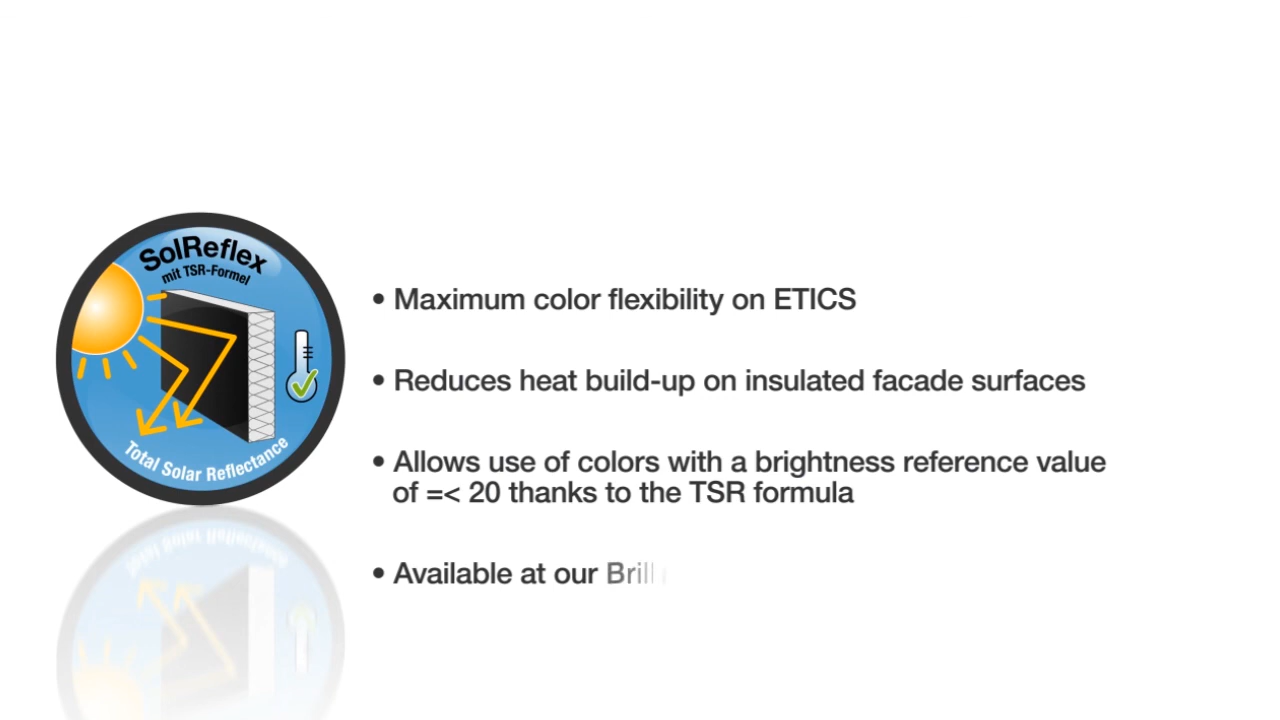 SolReflex
mit TSR-Formel
Total Solar Reflectance
• Maximum color flexibility on ETICS
• Reduces heat build-up on insulated facade surfaces
• Allows use of colors with a brightness reference value
of =< 20 thanks to the TSR formula
• Available at our